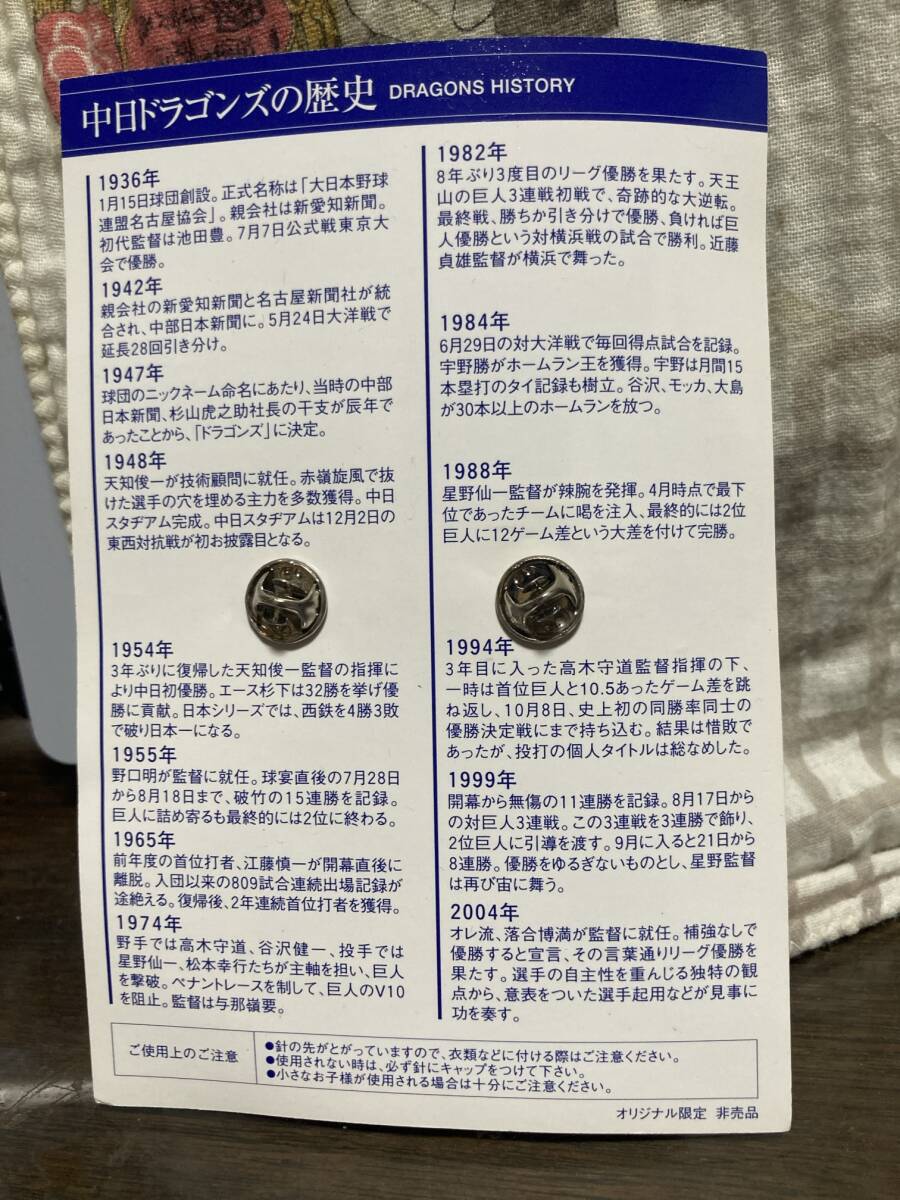 中日ドラゴンズの歴史 DRAGONS HISTORY
1936年
1月15日球団創設。正式名称は「大日本野球
連盟名古屋協会」。親会社は新愛知新聞。
初代監督は池田豊。7月7日公式戦東京大
会で優勝。
1942年
親会社の新愛知新聞と名古屋新聞社が統
合され、中部日本新聞に。5月24日大洋戦で
延長28回引き分け。
1947年
球団のニックネーム命名にあたり、当時の中部
日本新聞、杉山虎之助社長の干支が辰年で
あったことから、「ドラゴンズ」に決定。
1948年
天知俊一が技術顧問に就任。赤嶺旋風で抜
けた選手の穴を埋める主力を多数獲得。中日
スタヂアム完成。中日スタヂアムは12月2日の
東西対抗戦が初お披露目となる。
1954年
3年ぶりに復帰した天知俊一監督の指揮に
より中日初優勝。エース杉下は32勝を挙げ優
勝に貢献。日本シリーズでは、西鉄を4勝3敗
で破り日本一になる。
1955年
野口明が監督に就任。球宴直後の7月28日
から8月18日まで、破竹の15連勝を記録。
巨人に詰め寄るも最終的には2位に終わる。
1965年
前年度の首位打者、江藤慎一が開幕直後に
離脱。入団以来の809試合連続出場記録が
途絶える。復帰後、2年連続首位打者を獲得。
1974年
野手では高木守道、谷沢健一、投手では
星野仙一、松本幸行たちが主軸を担い、巨人
を撃破。ペナントレースを制して、巨人のV10
を阻止。監督は与那嶺要。
1982年
8年ぶり3度目のリーグ優勝を果たす。天王
山の巨人3連戦初戦で、奇跡的な大逆転。
最終戦、勝ちか引き分けで優勝、負ければ巨
人優勝という対横浜戦の試合で勝利。近藤
貞雄監督が横浜で舞った。
1984年
6月29日の対大洋戦で毎回得点試合を記録。
宇野勝がホームラン王を獲得。宇野は月間15
本塁打のタイ記録も樹立。谷沢、モッカ、大島
が30本以上のホームランを放つ。
1988年
星野仙一監督が辣腕を発揮。4月時点で最下
位であったチームに喝を注入、最終的には2位
巨人に12ゲーム差という大差を付けて完勝。
1994年
3年目に入った高木守道監督指揮の下、
一時は首位巨人と10.5あったゲーム差を跳
ね返し、10月8日、史上初の同勝率同士の
優勝決定戦にまで持ち込む。結果は惜敗で
あったが、投打の個人タイトルは総なめした。
1999年
開幕から無傷の11連勝を記録。8月17日から
の対巨人3連戦。この3連戦を3連勝で飾り、
2位巨人に引導を渡す。9月に入ると21日から
8連勝。優勝をゆるぎないものとし、星野監督
は再び宙に舞う。
2004年
オレ流、落合博満が監督に就任。補強なしで
優勝すると宣言、その言葉通りリーグ優勝を
果たす。選手の自主性を重んじる独特の観
点から、意表をついた選手起用などが見事に
功を奏す。
ご使用上のご注意
●針の先がとがっていますので、衣類などに付ける際はご注意ください。
●使用されない時は、必ず針にキャップをつけて下さい。
●小さなお子様が使用される場合は十分にご注意ください。
オリジナル限定 非売品